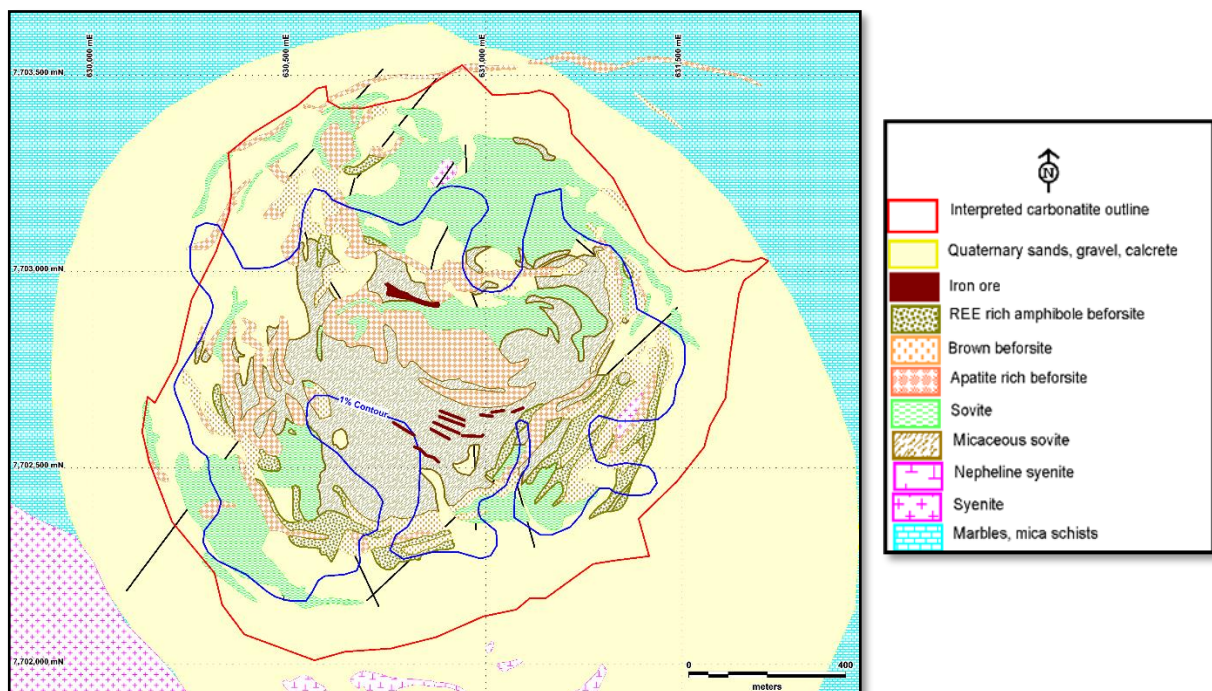 630,000 mE
630,500 mE
631,000 mE
631,500 mE
7,703,500 mN
7,703,000 mN
1% Contour
7,702,500 mN
7,702,000 mN
0 400
meters
N
Interpreted carbonatite outline
Quaternary sands, gravel, calcrete
Iron ore
REE rich amphibole beforsite
Brown beforsite
Apatite rich beforsite
Sovite
Micaceous sovite
Nepheline syenite
Syenite
Marbles, mica schists